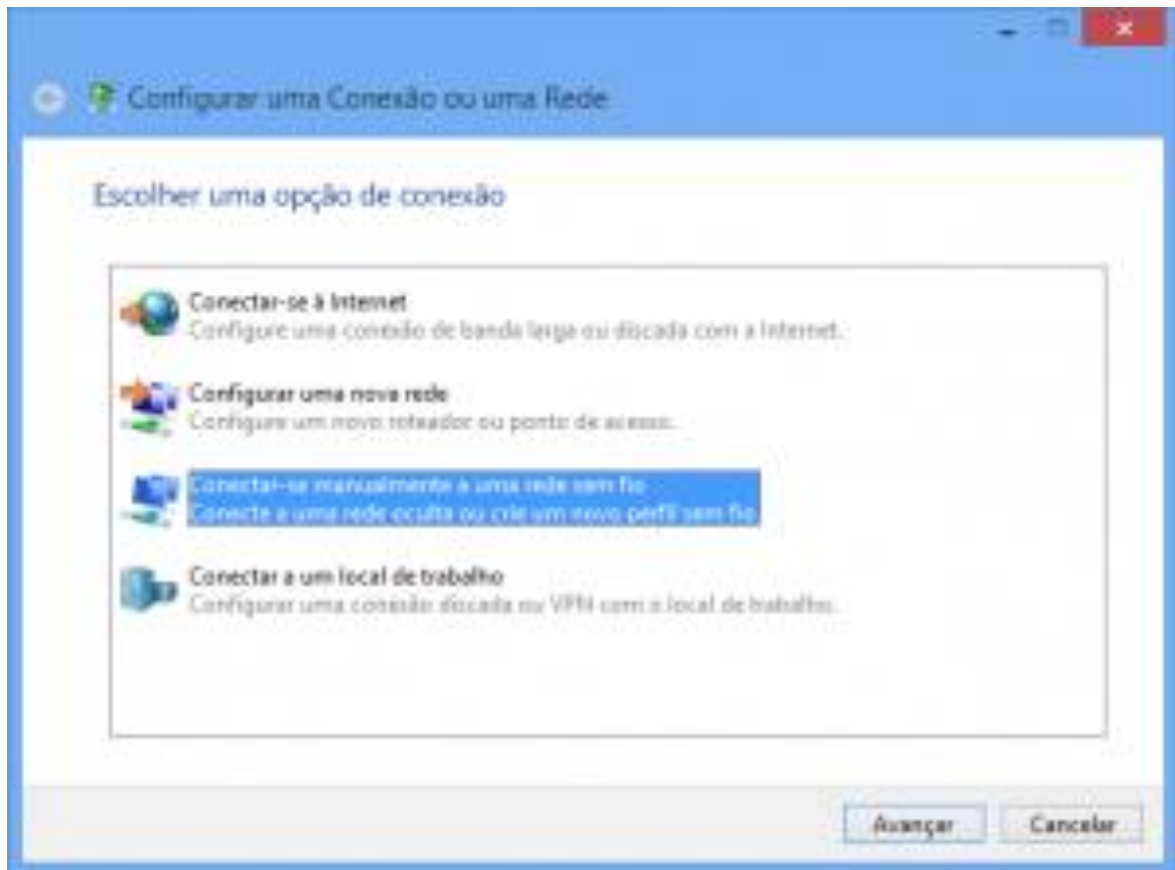 Configurar uma Conexão ou uma Rede
Escolher uma opção de conexão
Conectar-se à Internet
Configure uma conexão de banda larga ou discada com a Internet.
Configurar uma nova rede
Configure um novo roteador ou ponto de acesso.
Conectar-se manualmente a uma rede sem fio
Conecte a uma rede oculta ou crie um novo perfil sem fio
Conectar a um local de trabalho
Configurar uma conexão discada ou VPN com o local de trabalho.
Avançar
Cancelar